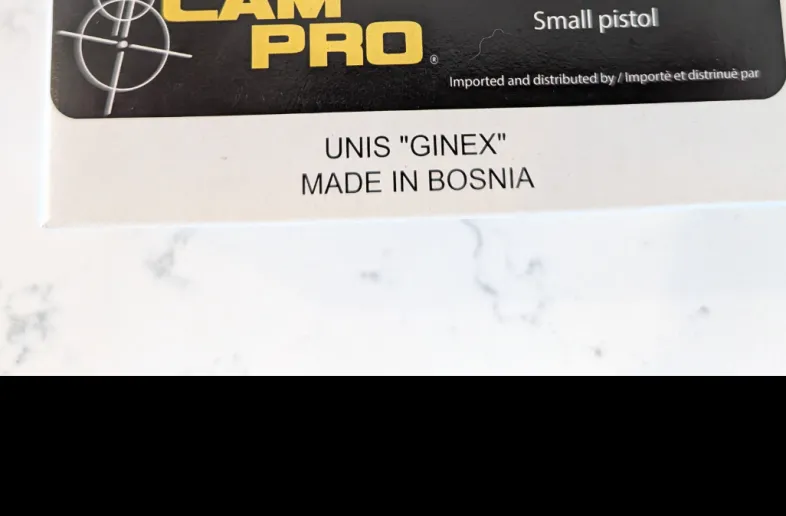 CAM
PRO®
Small pistol
Imported and distributed by / Importè et distrinuè par
UNIS "GINEX"
MADE IN BOSNIA